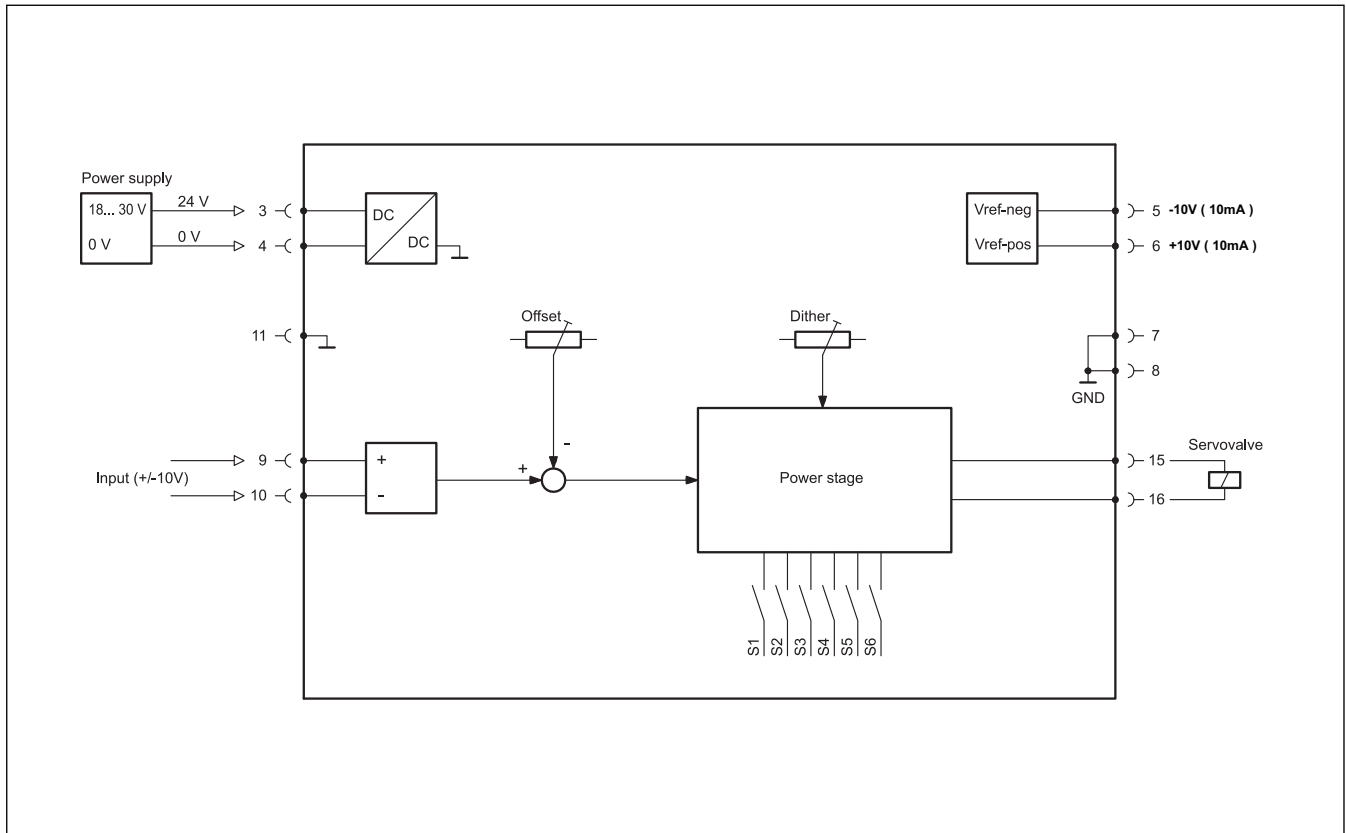 Power supply
18... 30 V
24 V
3
0 V
0 V
4
DC
DC
Vref-neg
5
-10V ( 10mA )
Vref-pos
6
+10V ( 10mA )
11
Offset
Dither
7
8
GND
Input (+/-10V)
9
10
+
-
+
-
Power stage
Servovalve
15
16
S1
S2
S3
S4
S5
S6